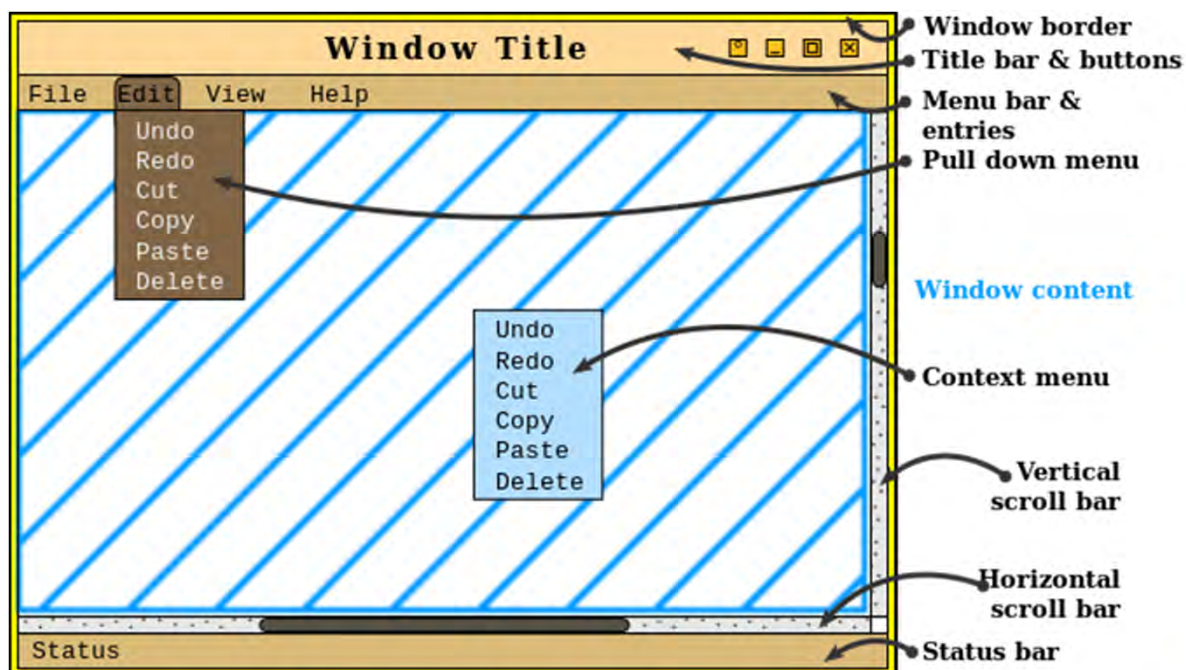 Window Title
Window border
Title bar & buttons
File Edit View Help
Menu bar &
entries
Pull down menu
Undo
Redo
Cut
Copy
Paste
Delete
Window content
Undo
Redo
Cut
Copy
Paste
Delete
Context menu
Vertical
scroll bar
Horizontal
scroll bar
Status
Status bar